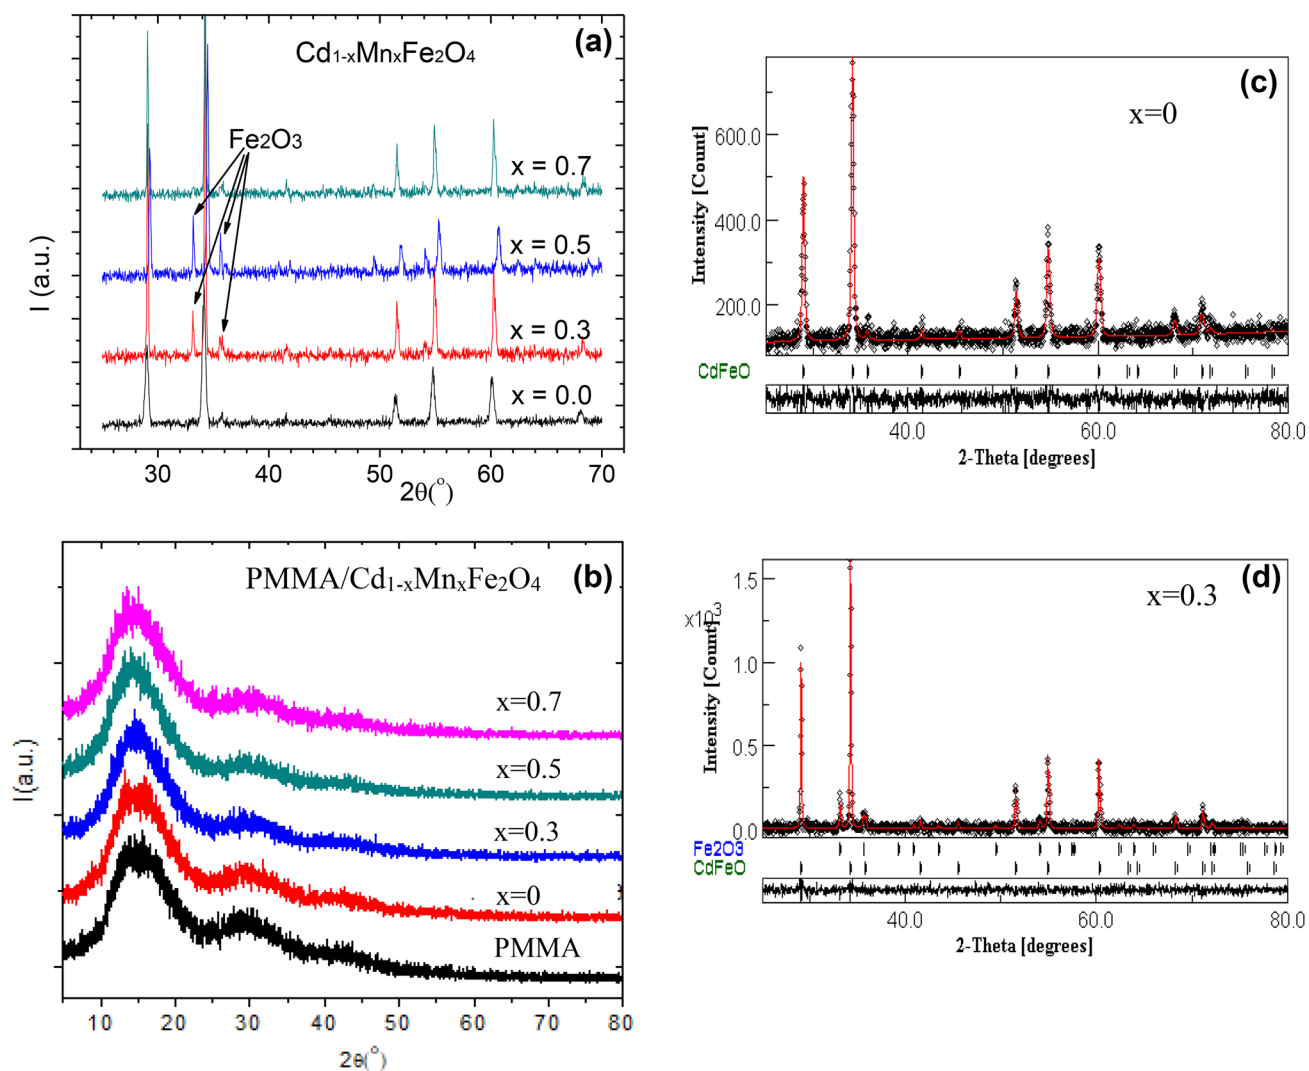 (a)
Cd1-xMnxFe2O4
Fe2O3
x = 0.7
x = 0.5
x = 0.3
x = 0.0
I (a.u.)
30 40 50 60 70
2θ(°)
(c)
x=0
Intensity [Count]
600.0
400.0
200.0
CdFeO
40.0 60.0 80.0
2-Theta [degrees]
PMMA/Cd1-xMnxFe2O4 (b)
x=0.7
x=0.5
x=0.3
x=0
PMMA
I(a.u.)
10 20 30 40 50 60 70 80
2θ(°)
(d)
x=0.3
x10 3
Intensity [Count]
1.5
1.0
0.5
0.0
Fe2O3
CdFeO
40.0 60.0 80.0
2-Theta [degrees]